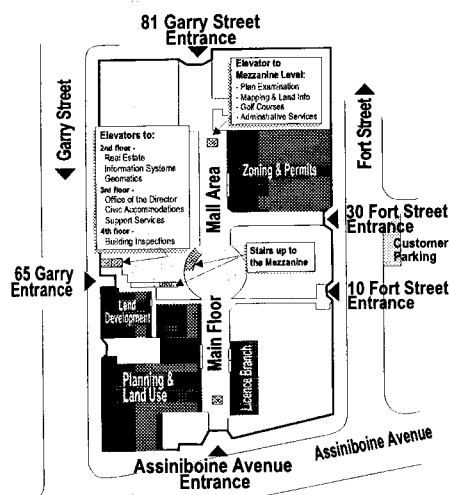 81 Garry Street
Entrance
Elevator to
Mezzanine Level:
- Plan Examination
- Mapping & Land Info
- Golf Courses
- Adminstrative Services
Garry Street
Fort Street
Elevators to:
2nd floor -
Real Estate
Information Systems
Geomatics
3rd floor -
Office of the Director
Civic Accommodations
Support Services
4th floor -
Building Inspections
Zoning & Permits
Mall Area
30 Fort Street
Entrance
Customer
Parking
Stairs up to
the Mezzanine
65 Garry
Entrance
10 Fort Street
Entrance
Land
Development
Main Floor
Planning &
Land Use
Licence Branch
Assiniboine Avenue
Entrance
Assiniboine Avenue